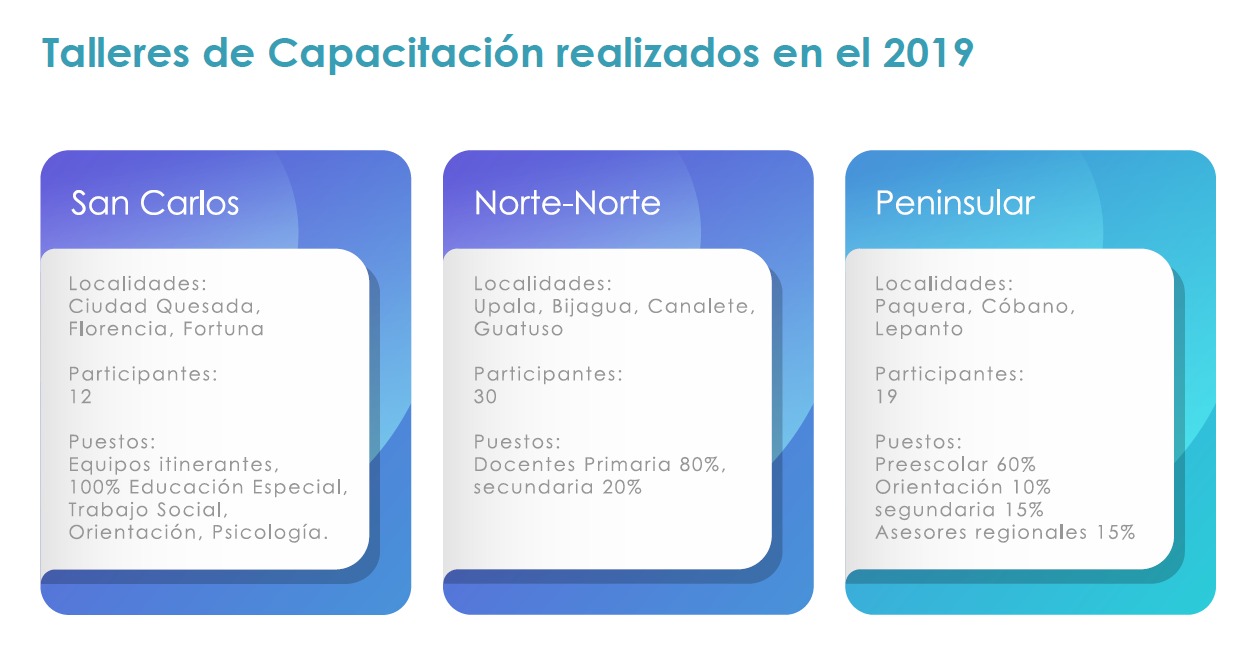 Talleres de Capacitación realizados en el 2019
San Carlos
Localidades:
Ciudad Quesada,
Florencia, Fortuna
Participantes:
12
Puestos:
Equipos itinerantes,
100% Educación Especial,
Trabajo Social,
Orientación, Psicología.
Norte-Norte
Localidades:
Upala, Bijagua, Canalete,
Guatuso
Participantes:
30
Puestos:
Docentes Primaria 80%,
secundaria 20%
Peninsular
Localidades:
Paquera, Cóbano,
Lepanto
Participantes:
19
Puestos:
Preescolar 60%
Orientación 10%
segundaria 15%
Asesores regionales 15%